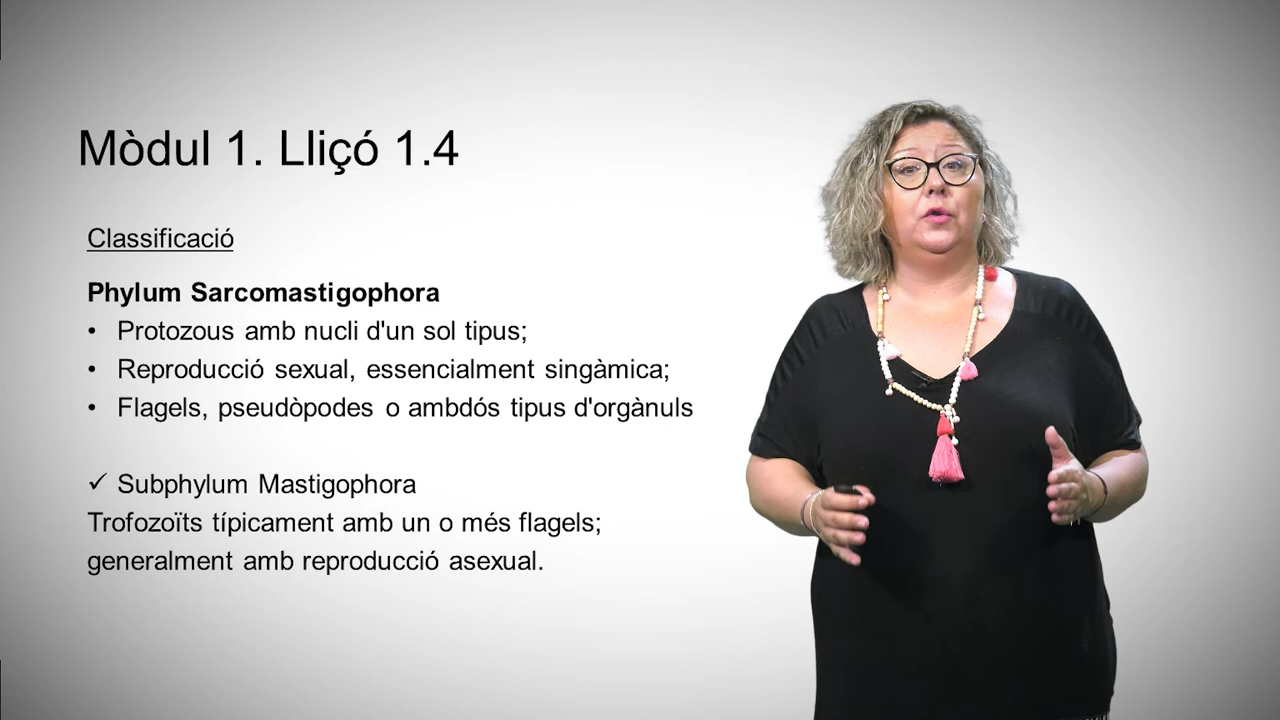 Mòdul 1. Lliçó 1.4
Classificació
Phylum Sarcomastigophora
• Protozous amb nucli d'un sol tipus;
• Reproducció sexual, essencialment singàmica;
• Flagels, pseudòpodes o ambdós tipus d'orgànuls
✓ Subphylum Mastigophora
Trofozoïts típicament amb un o més flagels;
generalment amb reproducció asexual.